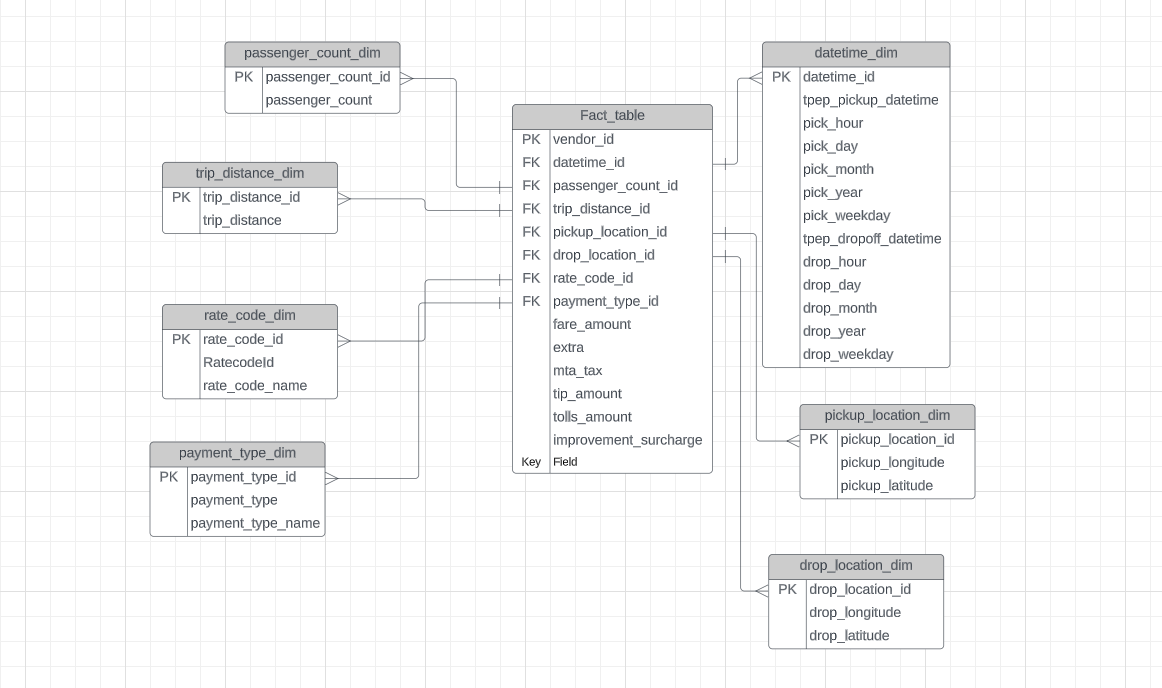 passenger_count_dim
PK passenger_count_id
passenger_count
trip_distance_dim
PK trip_distance_id
trip_distance
rate_code_dim
PK rate_code_id
RatecodeId
rate_code_name
payment_type_dim
PK payment_type_id
payment_type
payment_type_name
Fact_table
PK vendor_id
FK datetime_id
FK passenger_count_id
FK trip_distance_id
FK pickup_location_id
FK drop_location_id
FK rate_code_id
FK payment_type_id
fare_amount
extra
mta_tax
tip_amount
tolls_amount
improvement_surcharge
Key Field
datetime_dim
PK datetime_id
tpep_pickup_datetime
pick_hour
pick_day
pick_month
pick_year
pick_weekday
tpep_dropoff_datetime
drop_hour
drop_day
drop_month
drop_year
drop_weekday
pickup_location_dim
PK pickup_location_id
pickup_longitude
pickup_latitude
drop_location_dim
PK drop_location_id
drop_longitude
drop_latitude